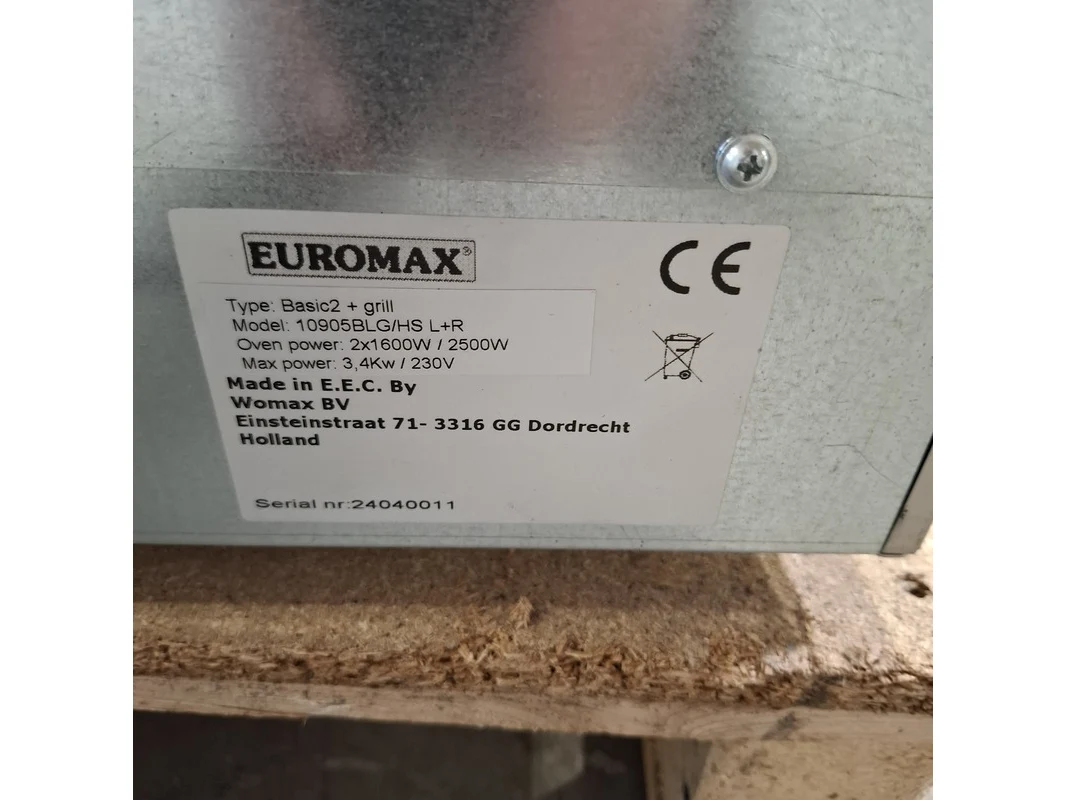 EUROMAX®
CE
Type: Basic2 + grill
Model: 10905BLG/HS L+R
Oven power: 2x1600W / 2500W
Max power: 3,4Kw / 230V
Made in E.E.C. By
Womax BV
Einsteinstraat 71- 3316 GG Dordrecht
Holland
Serial nr:24040011